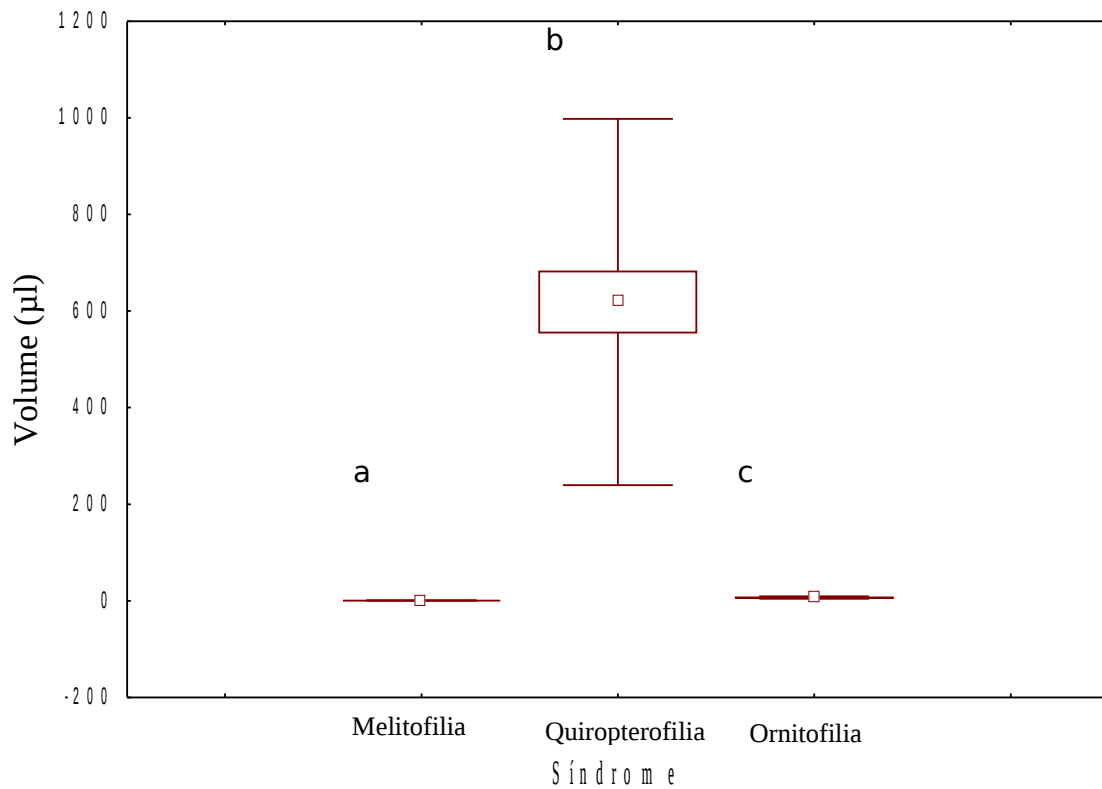 1200
b
1000
800
Volume (µl)
600
400
a
c
200
0
-200
Melitofilia
Quiropterofilia
Ornitofilia
Síndrome